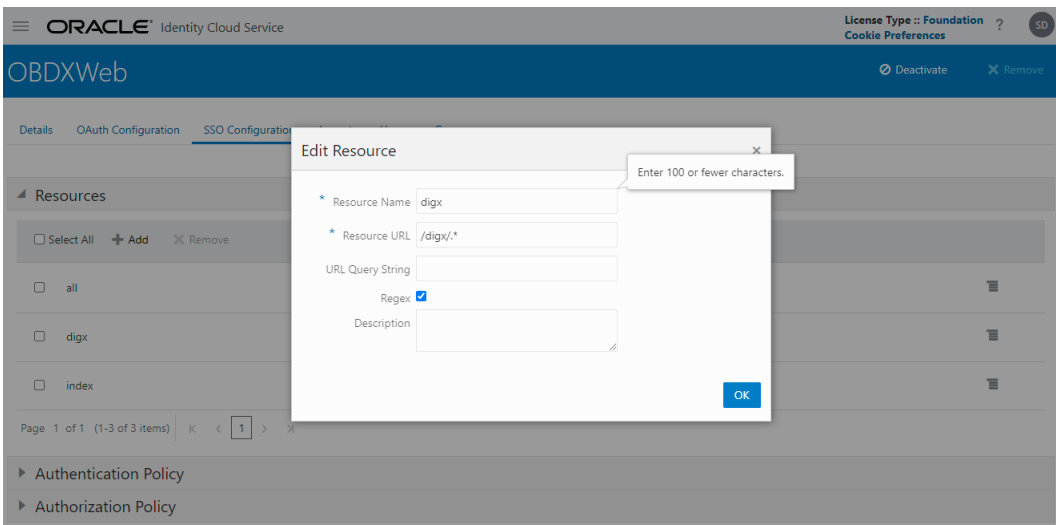 ORACLE® Identity Cloud Service
License Type :: Foundation
Cookie Preferences
?
SD
OBDXWeb
Deactivate
Remove
Details OAuth Configuration SSO Configuratio
Edit Resource
Enter 100 or fewer characters.
* Resource Name digx
* Resource URL /digx/.*
URL Query String
Regex
Description
OK
Resources
Select All Add Remove
all
digx
index
Page 1 of 1 (1-3 of 3 items) 1
Authentication Policy
Authorization Policy